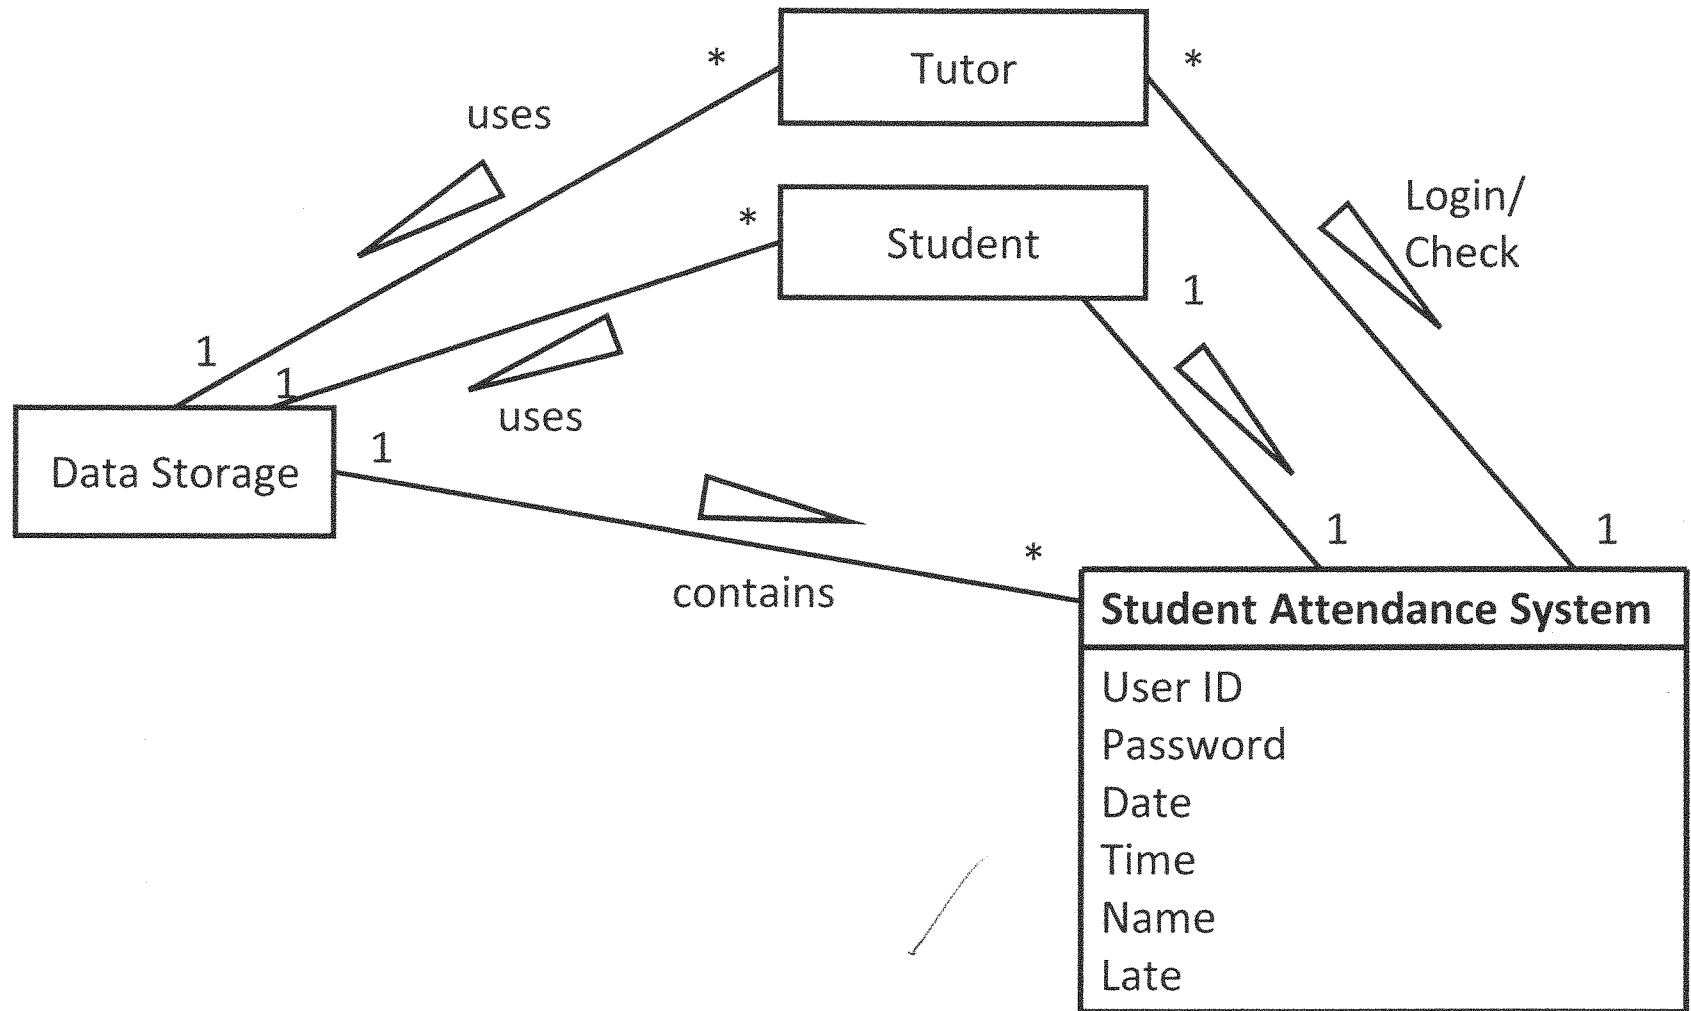 *
Tutor
*
uses
Login/
Check
*
Student
1
1
1
uses
1
Data Storage
contains
*
1
1
Student Attendance System
User ID
Password
Date
Time
Name
Late